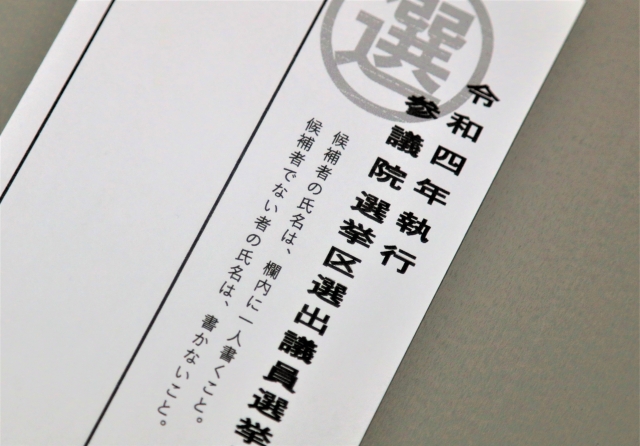 令和四年執行
参議院選挙区選出議員選挙
候補者の氏名は、欄内に一人書くこと。
候補者でない者の氏名は、書かないこと。
選